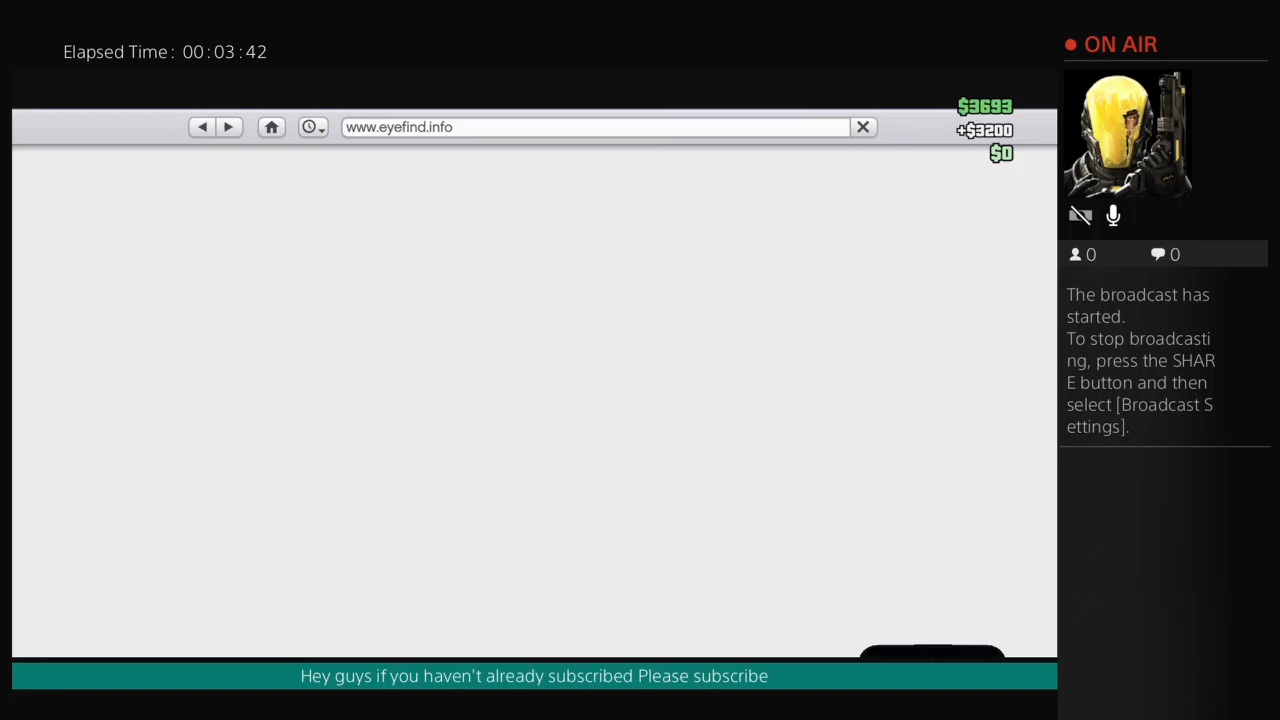 Elapsed Time: 00:03:42
ON AIR
www.eyefind.info
$3693
+$3200
$0
0
0
The broadcast has
started.
To stop broadcasti
ng, press the SHAR
E button and then
select [Broadcast S
ettings].
Hey guys if you haven't already subscribed Please subscribe